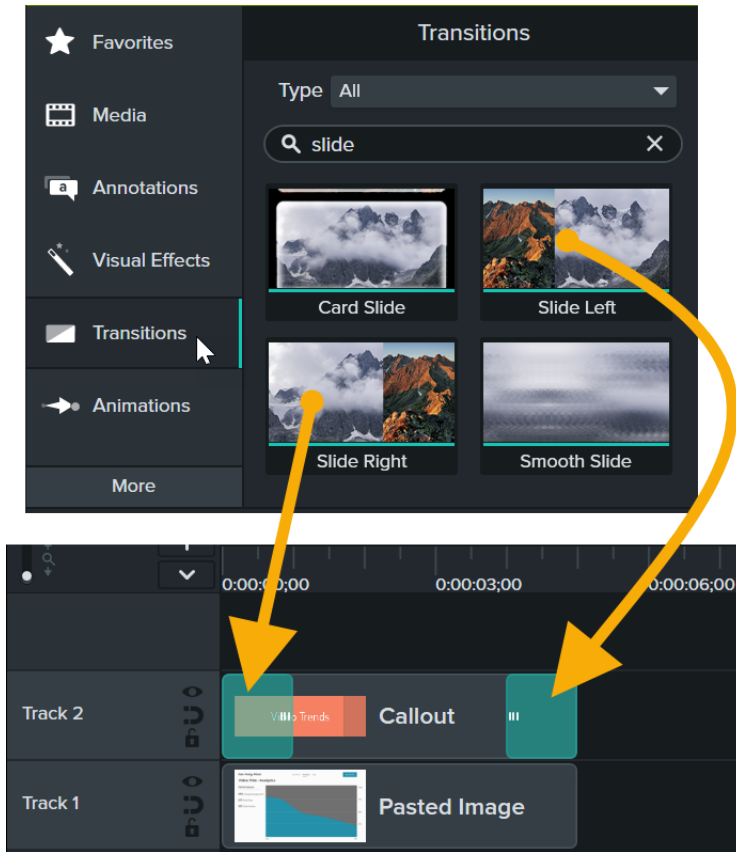 Favorites
Media
Annotations
Visual Effects
Transitions
Animations
More
Transitions
Type All
slide
Card Slide
Slide Left
Slide Right
Smooth Slide
0:00:00;00
0:00:03;00
0:00:06;00
Track 2
Trends
Callout
Track 1
Pasted Image